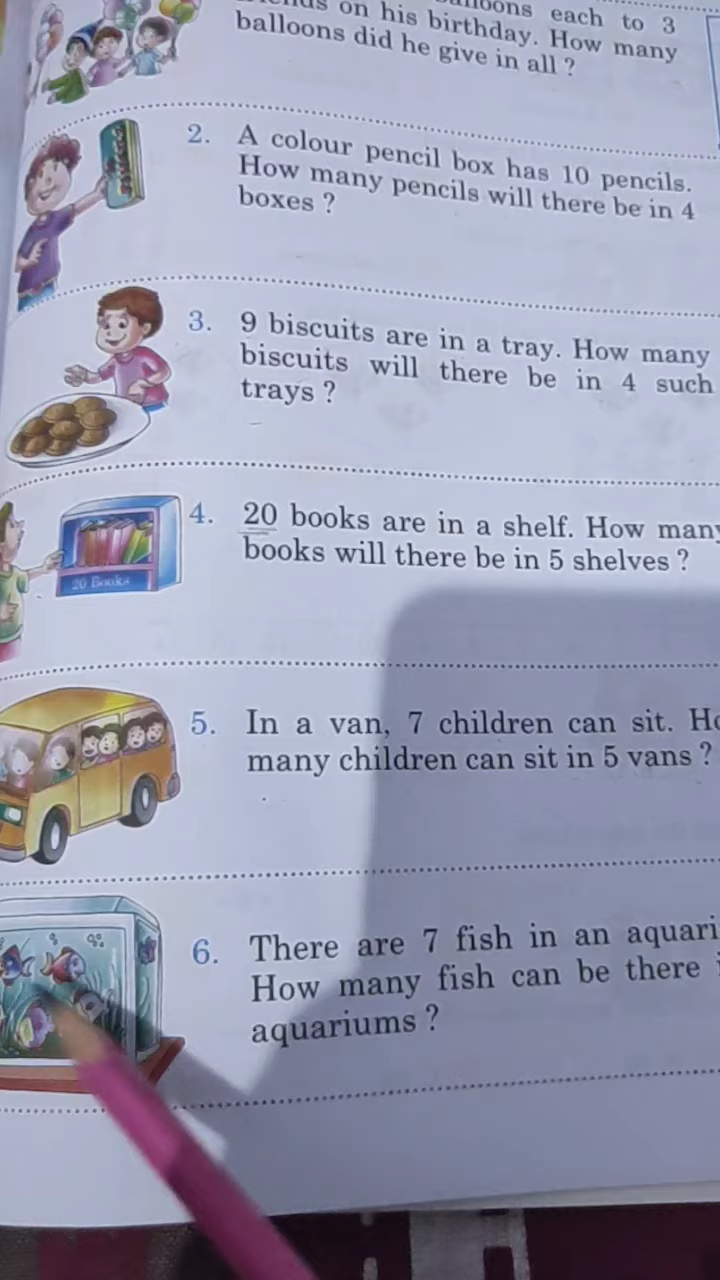 each to 3
on his birthday. How many
balloons did he give in all ?
2. A colour pencil box has 10 pencils.
How many pencils will there be in 4
boxes ?
3. 9 biscuits are in a tray. How many
biscuits will there be in 4 such
trays ?
4. 20 books are in a shelf. How many
books will there be in 5 shelves ?
20 Books
5. In a van, 7 children can sit.
many children can sit in 5 vans ?
6. There are 7 fish in an
How many fish can be there
aquariums ?